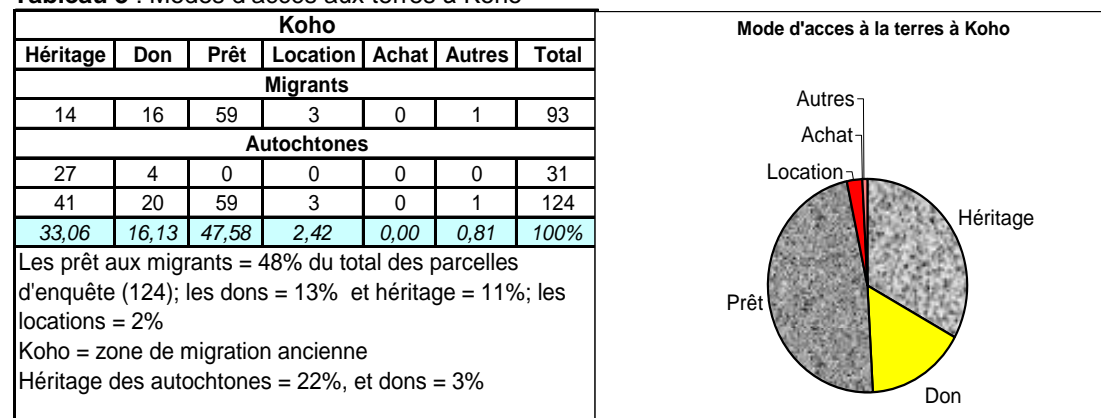 Tableau 3 : Modes d'accès aux terres à Koho
Koho
Héritage Don Prêt Location Achat Autres Total
Migrants
14 16 59 3 0 1 93
Autochtones
27 4 0 0 0 0 31
41 20 59 3 0 1 124
33,06 16,13 47,58 2,42 0,00 0,81 100%
Les prêt aux migrants = 48% du total des parcelles
d'enquête (124); les dons = 13% et héritage = 11%; les
locations = 2%
Koho = zone de migration ancienne
Héritage des autochtones = 22%, et dons = 3%
Mode d'acces à la terres à Koho
Autres
Achat
Location
Héritage
Prêt
Don